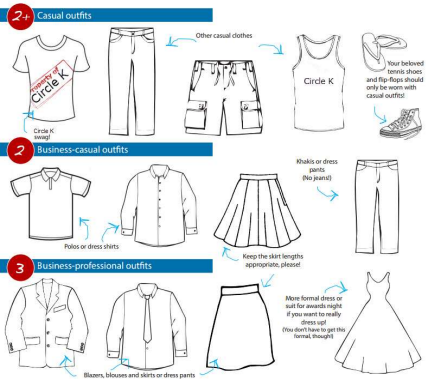 2+ Casual outfits
Other casual clothes
Property of
Circle K
Circle K
swag!
Circle K
Your beloved
tennis shoes
and flip-flops should
only be worn with
casual outfits!
2 Business-casual outfits
Polos or dress shirts
Khakis or dress
pants
(No jeans!)
Keep the skirt lengths
appropriate, please!
3 Business-professional outfits
Blazers, blouses and skirts or dress pants
More formal dress or
suit for awards night
if you want to really
dress up!
(You don't have to get this
formal, though!)